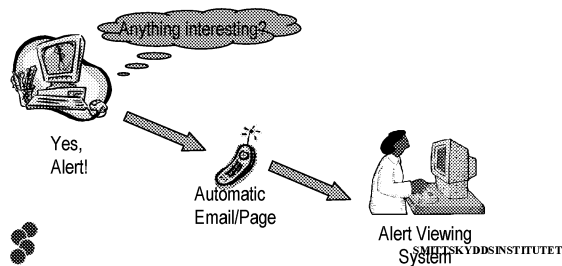 Anything interesting?
Yes,
Alert!
Automatic
Email/Page
Alert Viewing
System
SMITTSKYDDSINSTITUTET